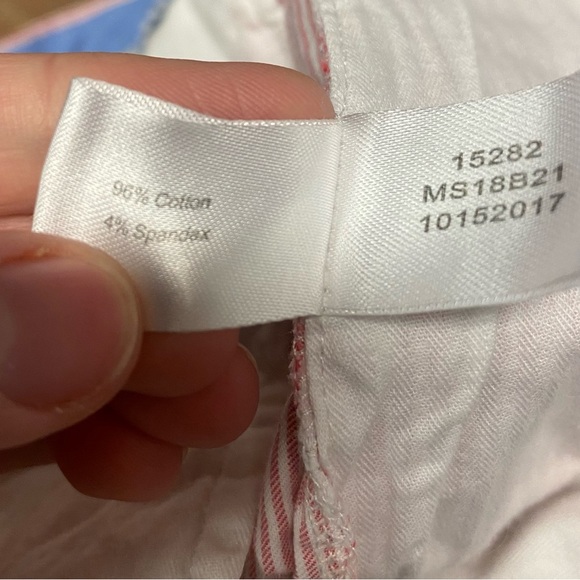 96% Cotton
4% Spandex
15282
MS18B21
10152017